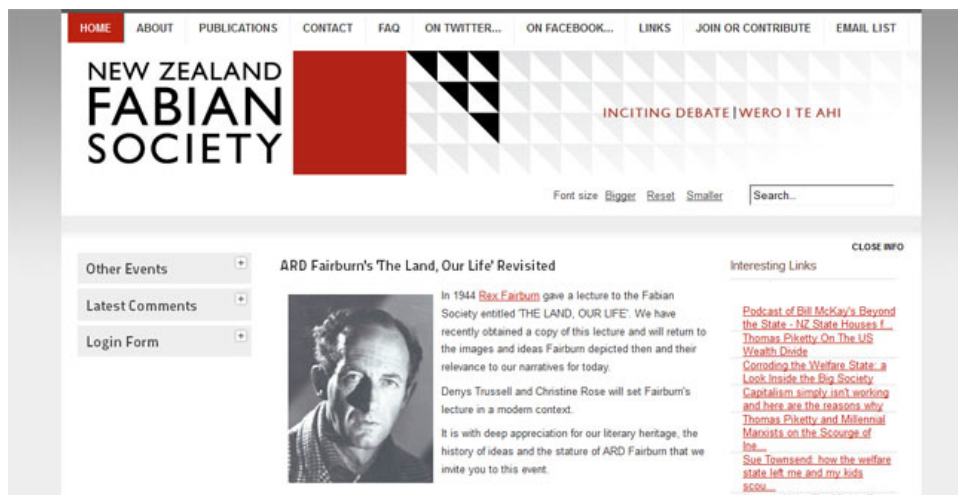 HOME ABOUT PUBLICATIONS CONTACT FAQ ON TWITTER... ON FACEBOOK... LINKS JOIN OR CONTRIBUTE EMAIL LIST
NEW ZEALAND
FABIAN
SOCIETY
INCITING DEBATE | WERO I TE AHI
Font size Bigger Reset Smaller Search...
CLOSE INFO
Other Events
Latest Comments
Login Form
ARD Fairburn's 'The Land, Our Life' Revisited
In 1944 Rex Fairburn gave a lecture to the Fabian
Society entitled 'THE LAND, OUR LIFE'. We have
recently obtained a copy of this lecture and will return to
the images and ideas Fairburn depicted then and their
relevance to our narratives for today.
Denys Trussell and Christine Rose will set Fairburn's
lecture in a modern context.
It is with deep appreciation for our literary heritage, the
history of ideas and the stature of ARD Fairburn that we
invite you to this event.
Interesting Links
Podcast of Bill McKay's Beyond
the State - NZ State Houses f...
Thomas Piketty On The US
Wealth Divide
Corroding the Welfare State: a
Look Inside the Big Society
Capitalism simply isn't working
and here are the reasons why
Thomas Piketty and Millennial
Marxists on the Scourge of
Ine...
Sue Townsend: how the welfare
state left me and my kids
scou...